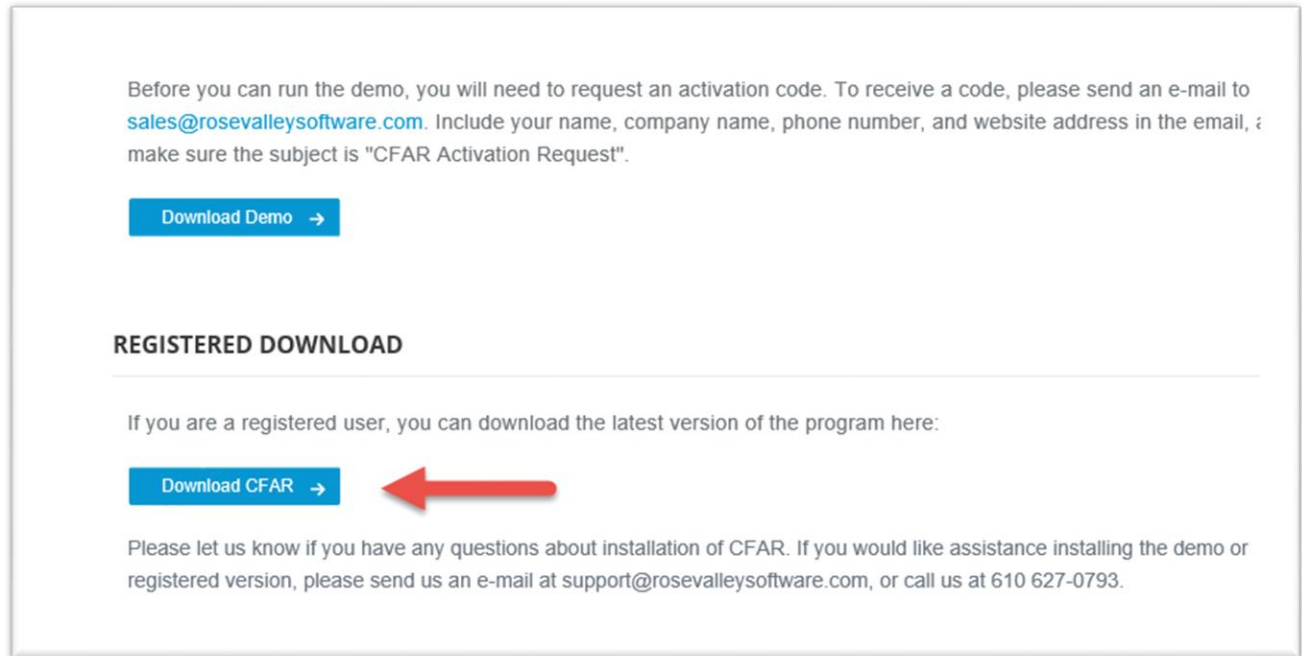 Before you can run the demo, you will need to request an activation code. To receive a code, please send an e-mail to
sales@rosevalleysoftware.com. Include your name, company name, phone number, and website address in the email,
make sure the subject is "CFAR Activation Request".
Download Demo →
REGISTERED DOWNLOAD
If you are a registered user, you can download the latest version of the program here:
Download CFAR →
Please let us know if you have any questions about installation of CFAR. If you would like assistance installing the demo or
registered version, please send us an e-mail at support@rosevalleysoftware.com, or call us at 610 627-0793.